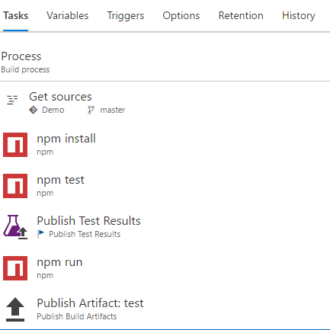 Tasks Variables Triggers Options Retention History
Process
Build process
Get sources
Demo master
npm install
npm
npm test
npm
Publish Test Results
Publish Test Results
npm run
npm
Publish Artifact: test
Publish Build Artifacts